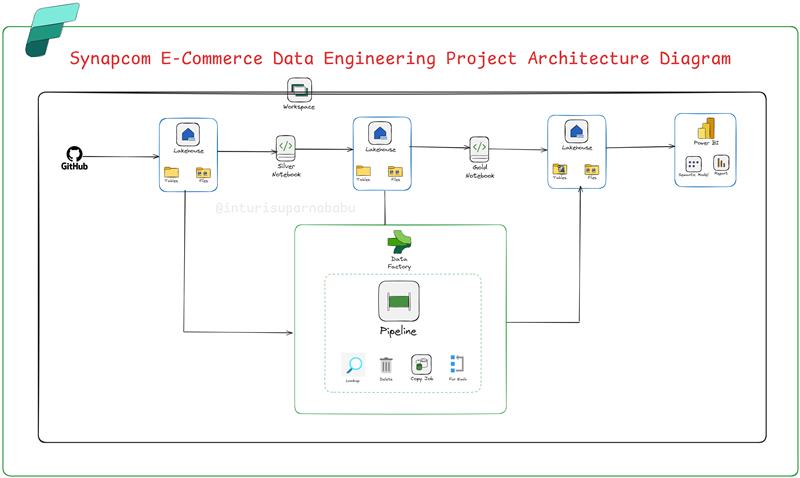 Synapcom E-Commerce Data Engineering Project Architecture Diagram
Workspace
GitHub
Lakehouse
Tables
Files
Silver
Notebook
Lakehouse
Tables
Files
Gold
Notebook
Lakehouse
Tables
Files
Power BI
Semantic Model
Report
@inturisuparnababu
Data
Factory
Pipeline
Lookup
Delete
Copy Job
For Each